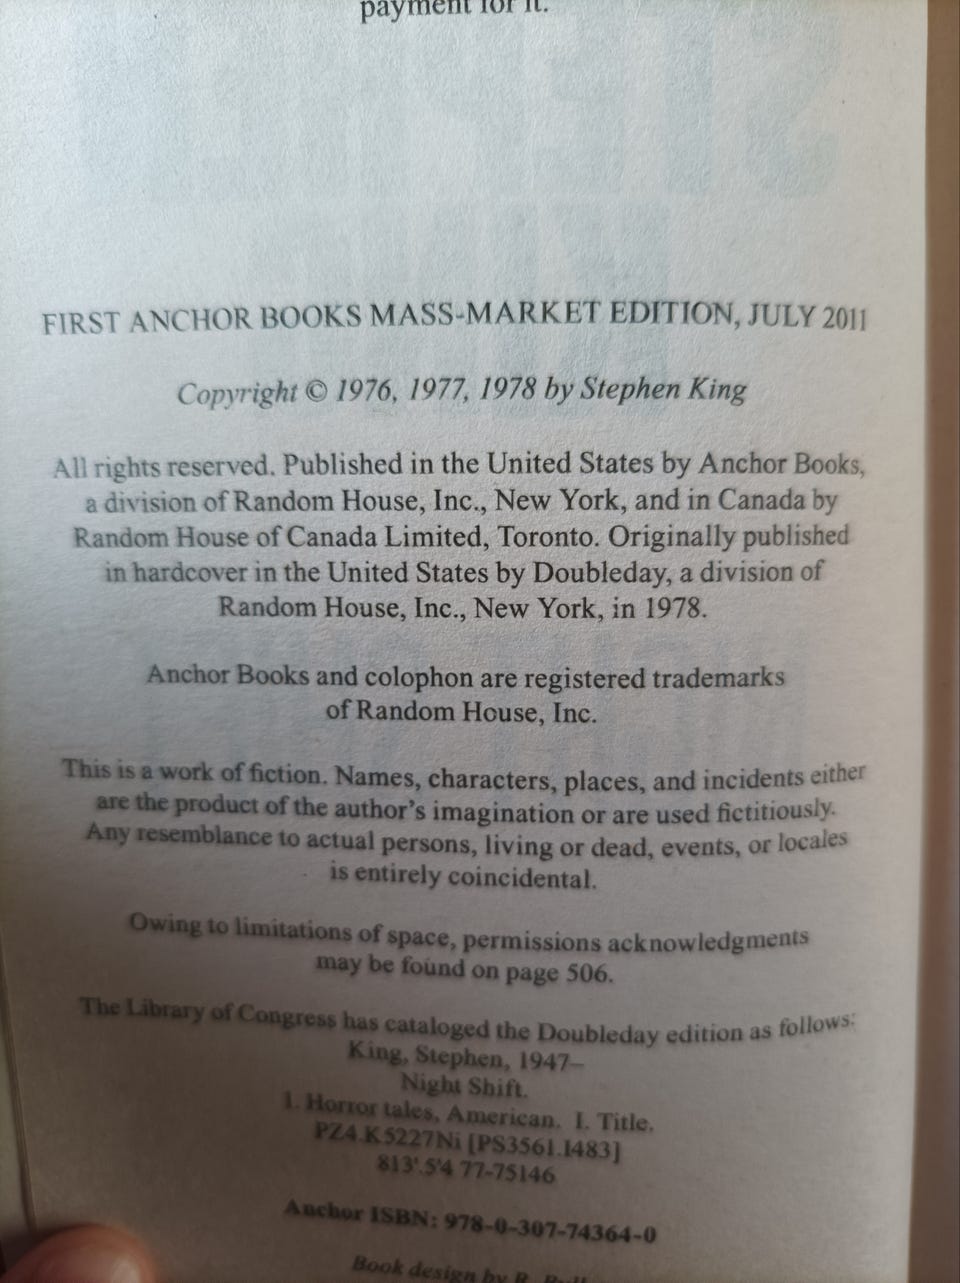 payment for it.
FIRST ANCHOR BOOKS MASS-MARKET EDITION, JULY 2011
Copyright © 1976, 1977, 1978 by Stephen King
All rights reserved. Published in the United States by Anchor Books,
a division of Random House, Inc., New York, and in Canada by
Random House of Canada Limited, Toronto. Originally published
in hardcover in the United States by Doubleday, a division of
Random House, Inc., New York, in 1978.
Anchor Books and colophon are registered trademarks
of Random House, Inc.
This is a work of fiction. Names, characters, places, and incidents either
are the product of the author's imagination or are used fictitiously.
Any resemblance to actual persons, living or dead, events, or locales
is entirely coincidental.
Owing to limitations of space, permissions acknowledgments
may be found on page 506.
The Library of Congress has cataloged the Doubleday edition as follows:
King, Stephen, 1947–
Night Shift.
1. Horror tales, American. I. Title.
PZ4.K5227Ni [PS3561.I483]
813'.5'4 77-75146
Anchor ISBN: 978-0-307-74364-0
Book design by R.